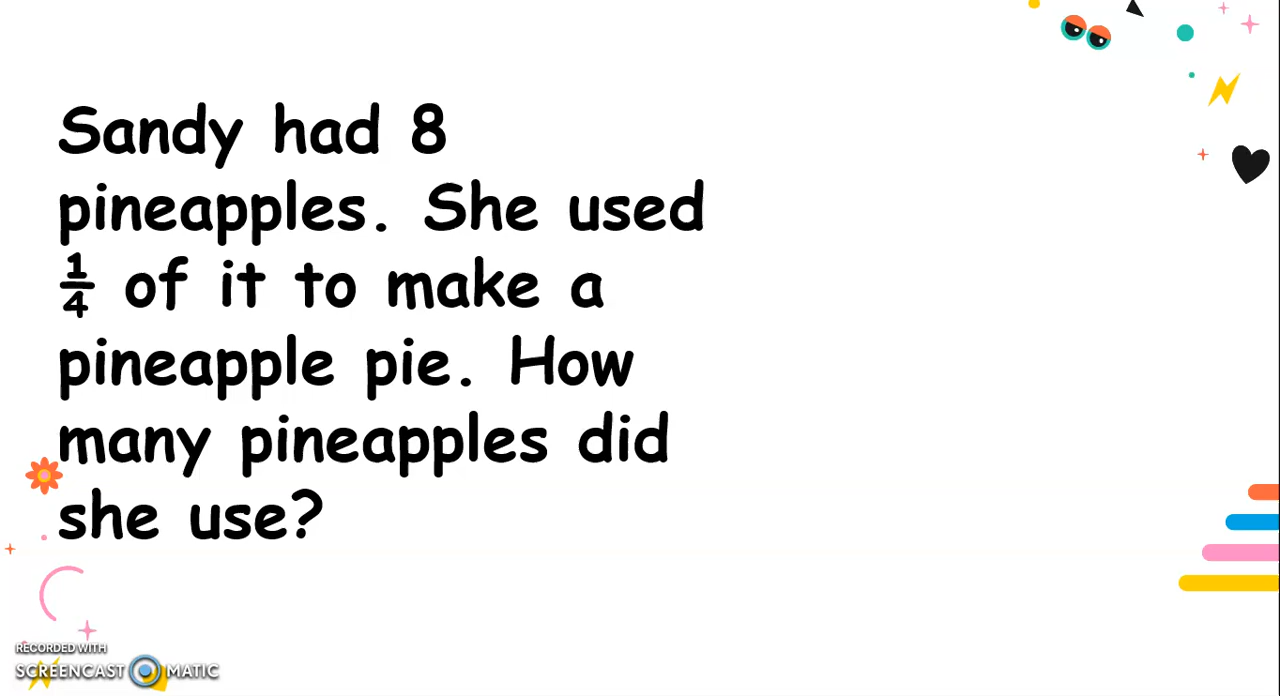 Sandy had 8
pineapples. She used
¼ of it to make a
pineapple pie. How
many pineapples did
she use?
RECORDED WITH
SCREENCAST MATIC